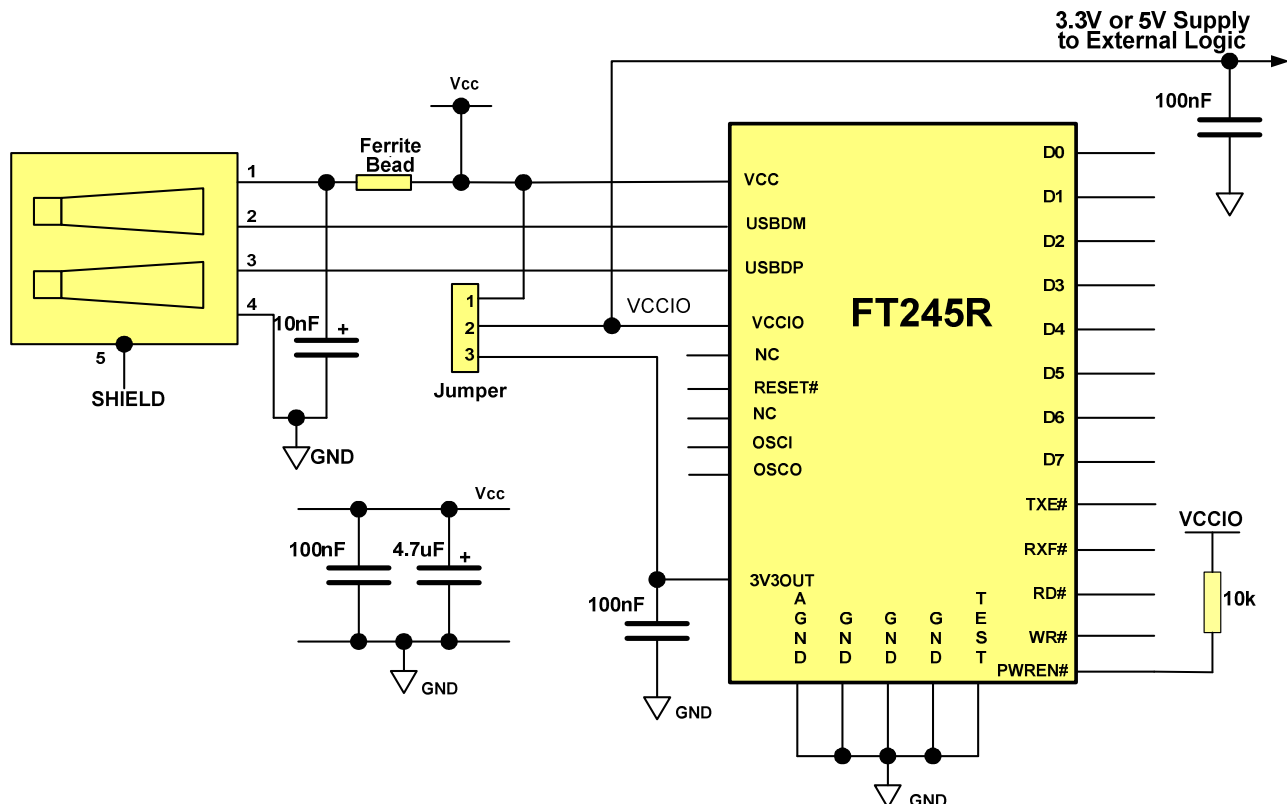 3.3V or 5V Supply
to External Logic
100nF
Vcc
Ferrite
Bead
1
2
3
4
5
SHIELD
10nF
+
GND
1
2
3
Jumper
VCCIO
FT245R
VCC
USBDM
USBDP
VCCIO
NC
RESET#
NC
OSCI
OSCO
3V3OUT
AGND
GND
GND
GND
TEST
D0
D1
D2
D3
D4
D5
D6
D7
TXE#
RXF#
RD#
WR#
PWREN#
VCCIO
10k
Vcc
100nF
4.7uF
+
GND
100nF
GND
GND